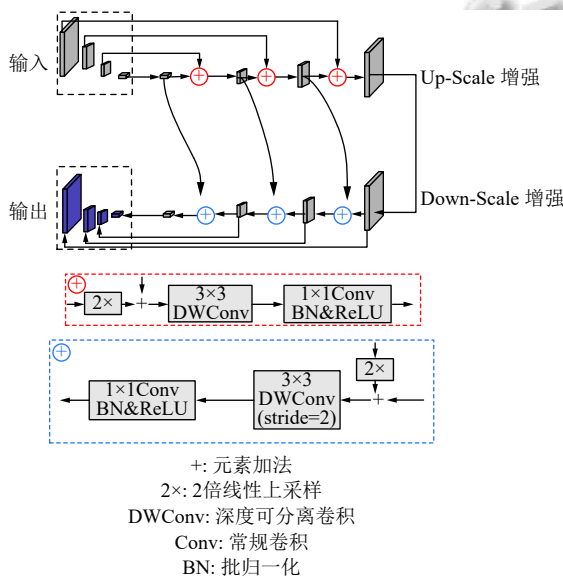 输入
Up-Scale 增强
输出
Down-Scale 增强
2×
+
3×3
DWConv
1×1Conv
BN&ReLU
1×1Conv
BN&ReLU
3×3
DWConv
(stride=2)
2×
+
+: 元素加法
2×: 2倍线性上采样
DWConv: 深度可分离卷积
Conv: 常规卷积
BN: 批归一化